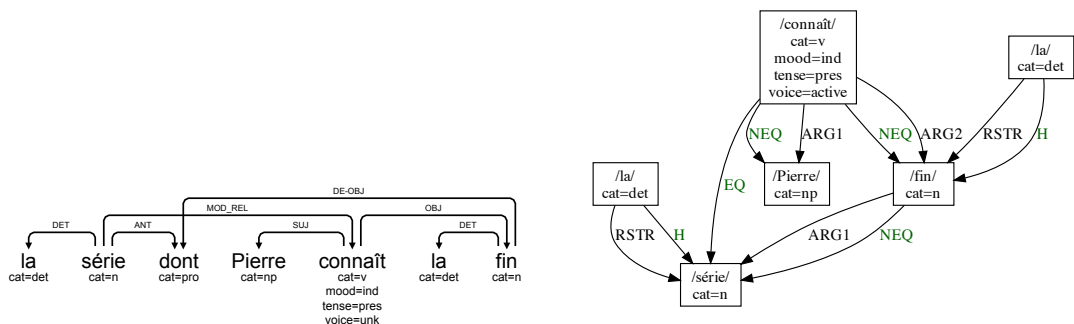 DE-OBJ
MOD_REL OBJ
DET ANT SUJ DET
la série dont Pierre connaît la fin
cat=det cat=n cat=pro cat=np cat=v cat=det cat=n
mood=ind
tense=pres
voice=unk
/connaît/
cat=v
mood=ind
tense=pres
voice=active
/la/
cat=det
NEQ ARG1 NEQ ARG2 RSTR H
/la/
cat=det
EQ
/Pierre/
cat=np
/fin/
cat=n
RSTR H ARG1 NEQ
/série/
cat=n